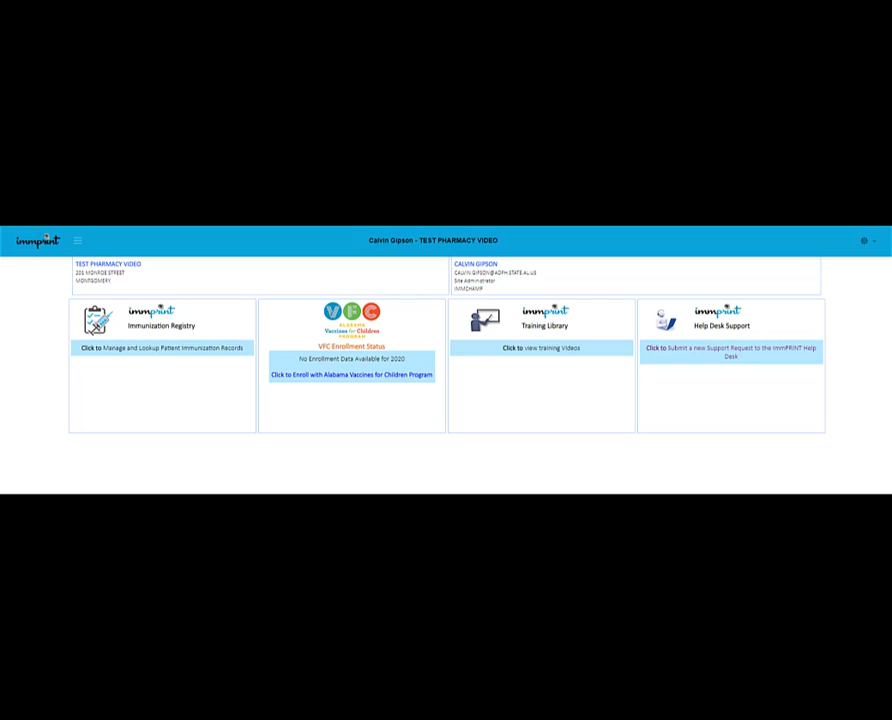 immprint
Calvin Gipson - TEST PHARMACY VIDEO
TEST PHARMACY VIDEO
201 MONROE STREET
MONTGOMERY
CALVIN GIPSON
CALVIN.GIPSON@ADPH.STATE.AL.US
Site Administrator
IMMCHAMP
immprint
Immunization Registry
Click to Manage and Lookup Patient Immunization Records
VFC
ALABAMA
Vaccines for Children
PROGRAM
VFC Enrollment Status
No Enrollment Data Available for 2020
Click to Enroll with Alabama Vaccines for Children Program
immprint
Training Library
Click to view training Videos
immprint
Help Desk Support
Click to Submit a new Support Request to the ImmPRINT Help
Desk